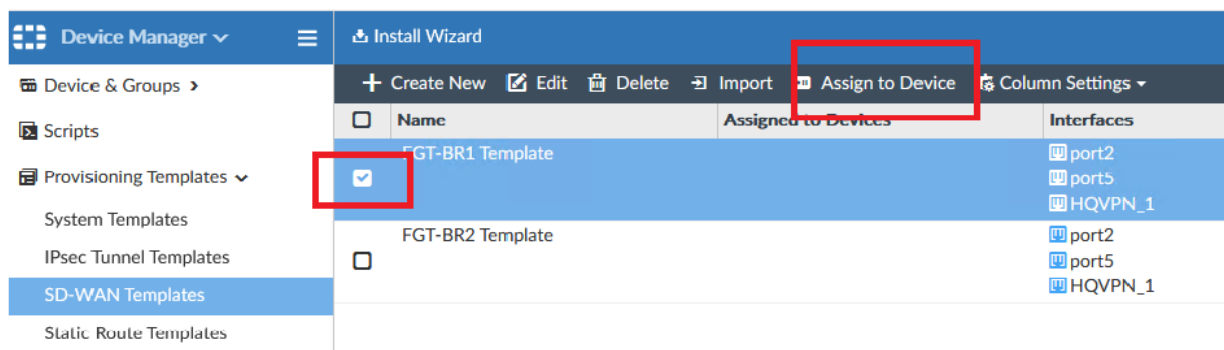 Device Manager
Install Wizard
Device & Groups
Create New Edit Delete Import Assign to Device Column Settings
Name Assigned to Devices Interfaces
Scripts
FGT-BR1 Template port2
Provisioning Templates port5
HQVPN_1
System Templates
FGT-BR2 Template port2
IPsec Tunnel Templates port5
SD-WAN Templates HQVPN_1
Static Route Templates